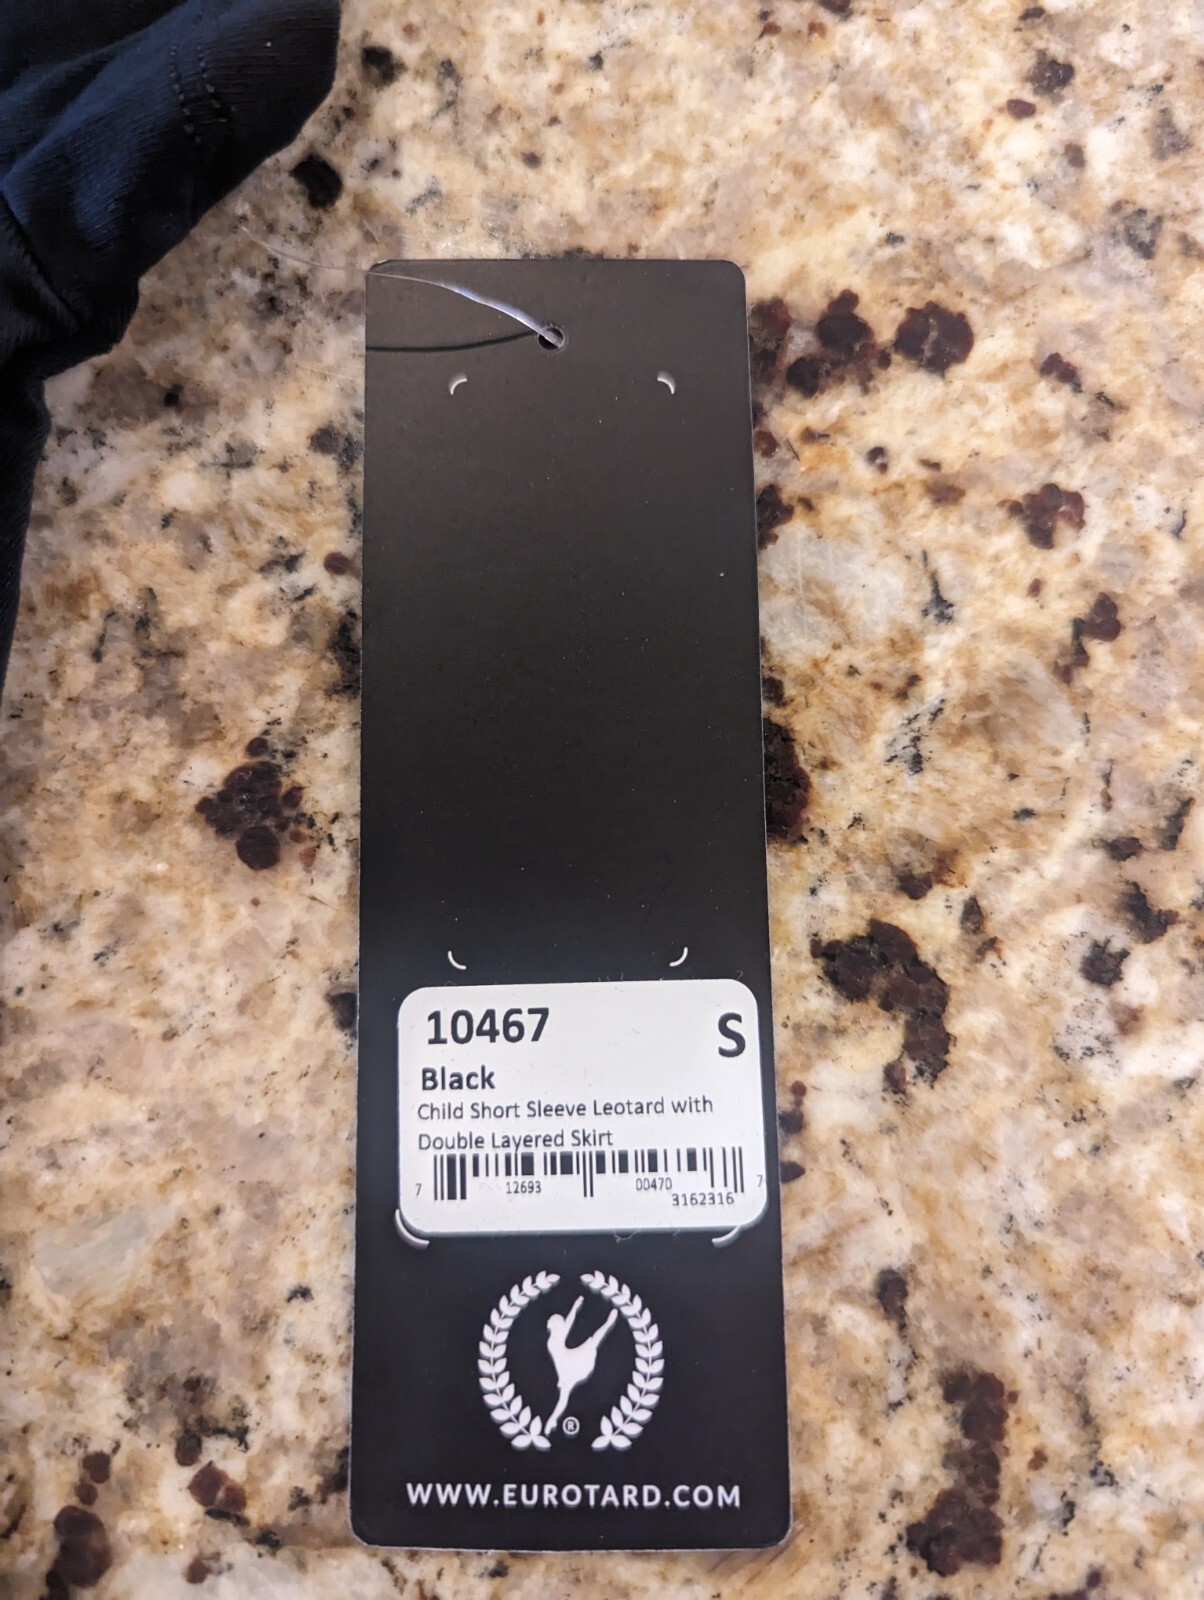 10467 S
Black
Child Short Sleeve Leotard with
Double Layered Skirt
7 12693 00470 7
3162316
®
WWW.EUROTARD.COM